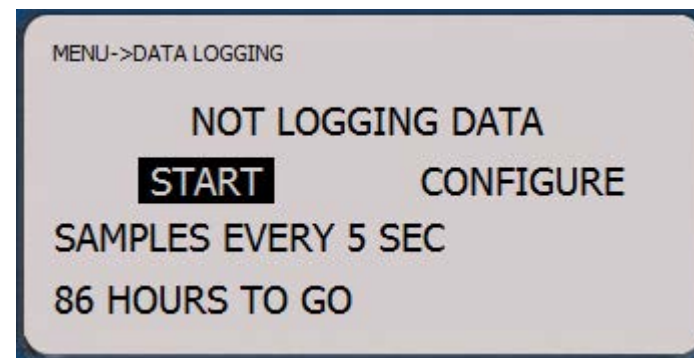 MENU->DATA LOGGING
NOT LOGGING DATA
START CONFIGURE
SAMPLES EVERY 5 SEC
86 HOURS TO GO